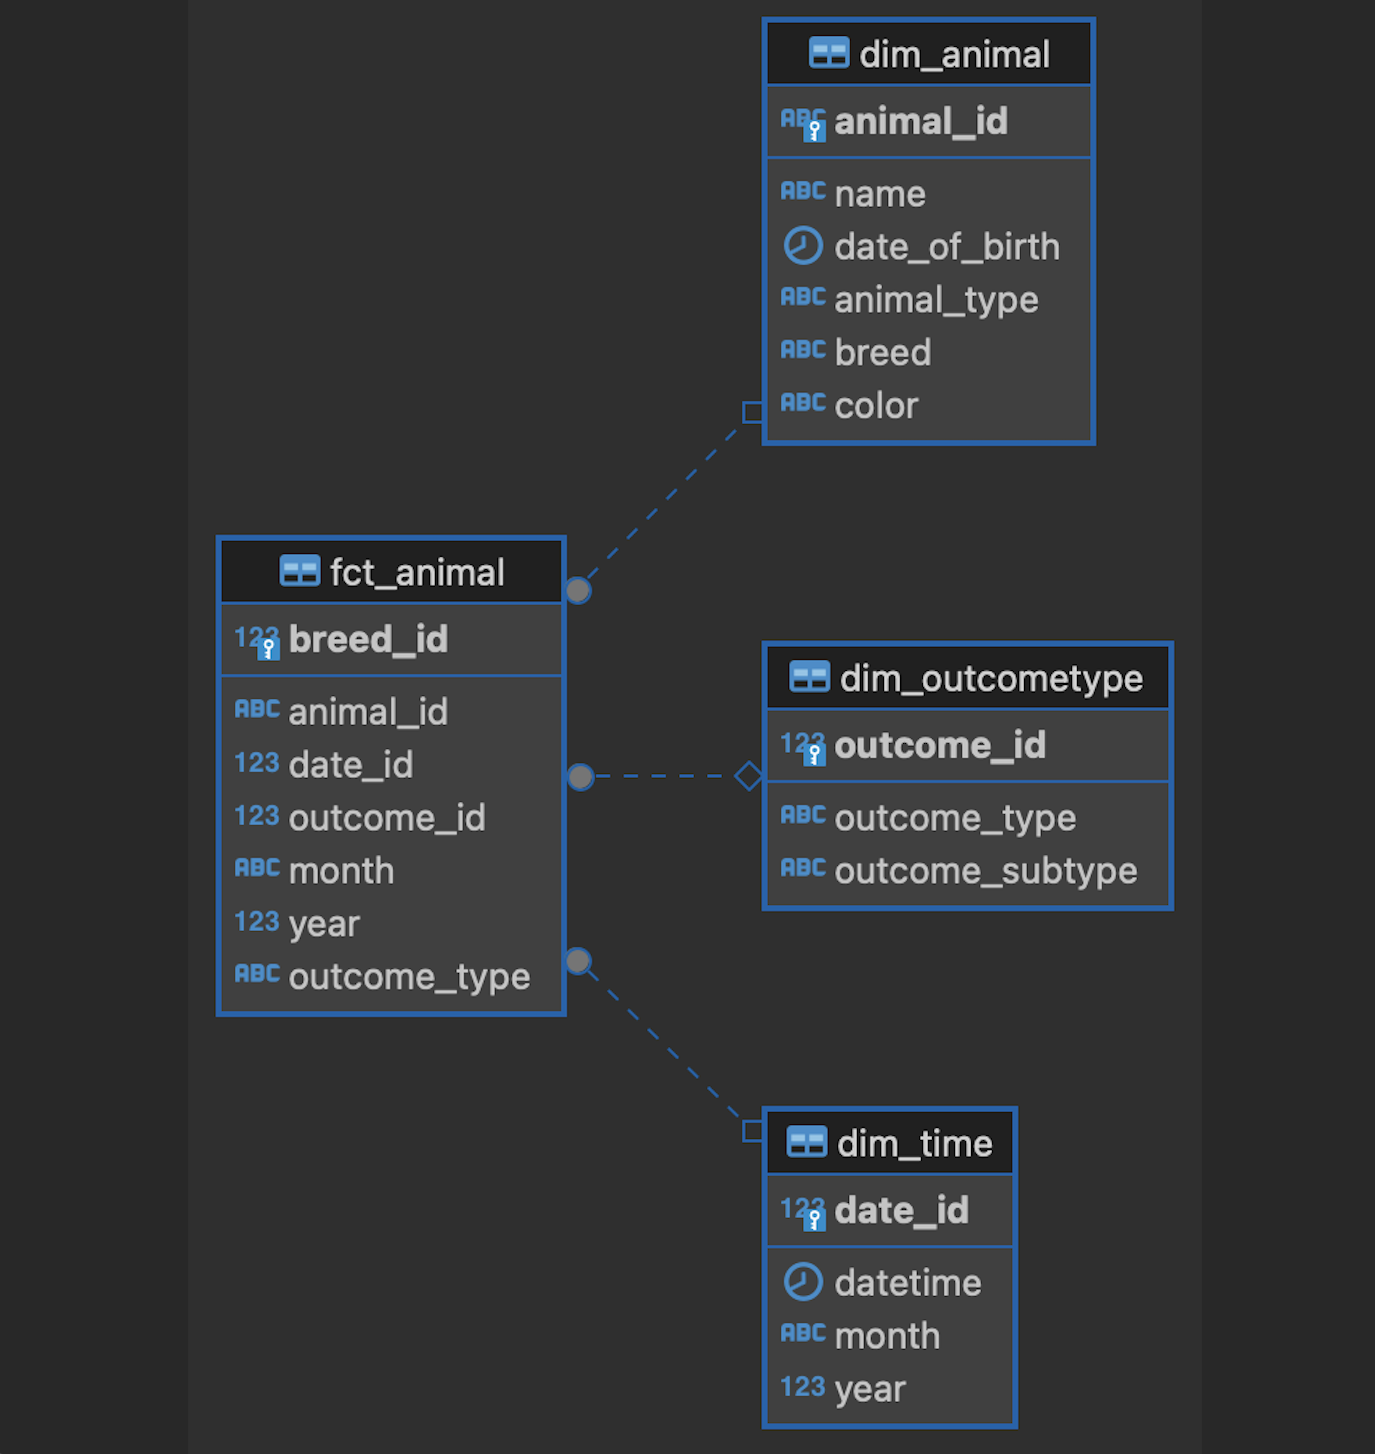 dim_animal
ABC animal_id
ABC name
date_of_birth
ABC animal_type
ABC breed
ABC color
fct_animal
123 breed_id
ABC animal_id
123 date_id
123 outcome_id
ABC month
123 year
ABC outcome_type
dim_outcometype
123 outcome_id
ABC outcome_type
ABC outcome_subtype
dim_time
123 date_id
datetime
ABC month
123 year